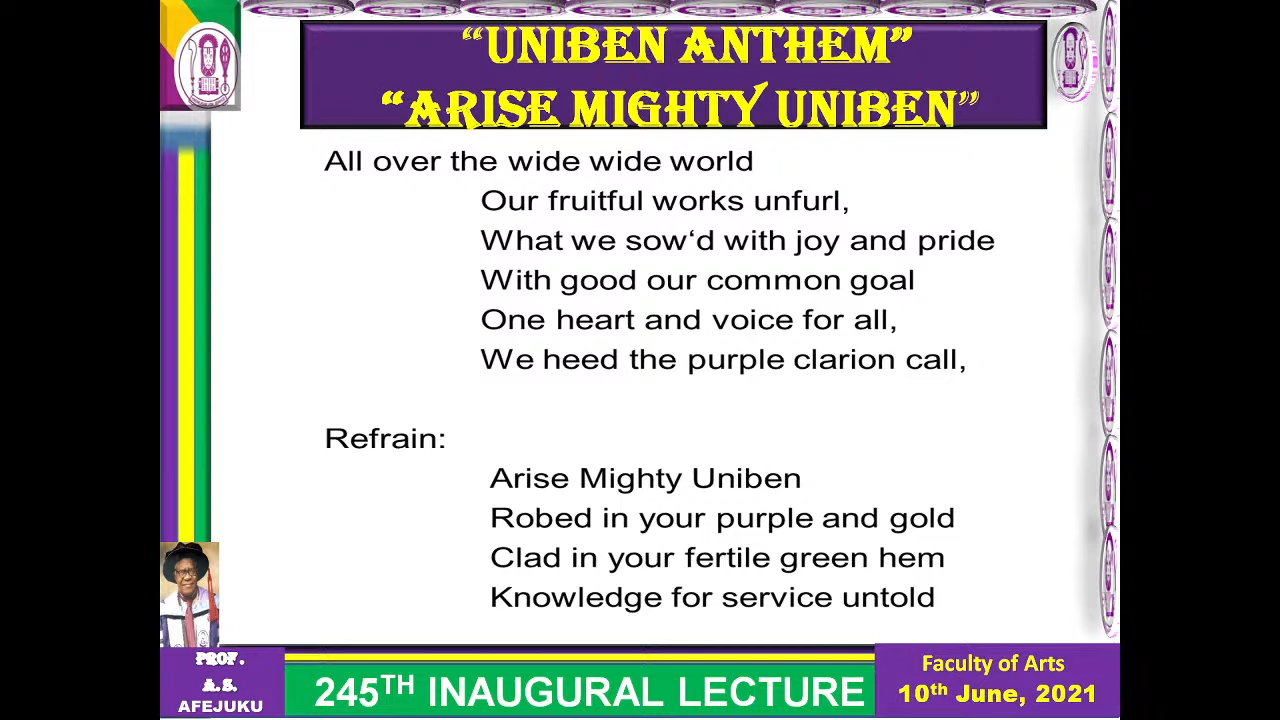 “UNIBEN ANTHEM”
“ARISE MIGHTY UNIBEN”
All over the wide wide world
Our fruitful works unfurl,
What we sow‘d with joy and pride
With good our common goal
One heart and voice for all,
We heed the purple clarion call,
Refrain:
Arise Mighty Uniben
Robed in your purple and gold
Clad in your fertile green hem
Knowledge for service untold
PROF.
A.S.
AFEJUKU
245TH INAUGURAL LECTURE
Faculty of Arts
10th June, 2021